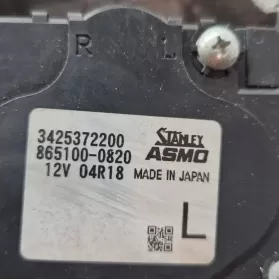 R L
3425372200 STANLEY
865100-0820 ASMO
12V 04R18 MADE IN JAPAN
L